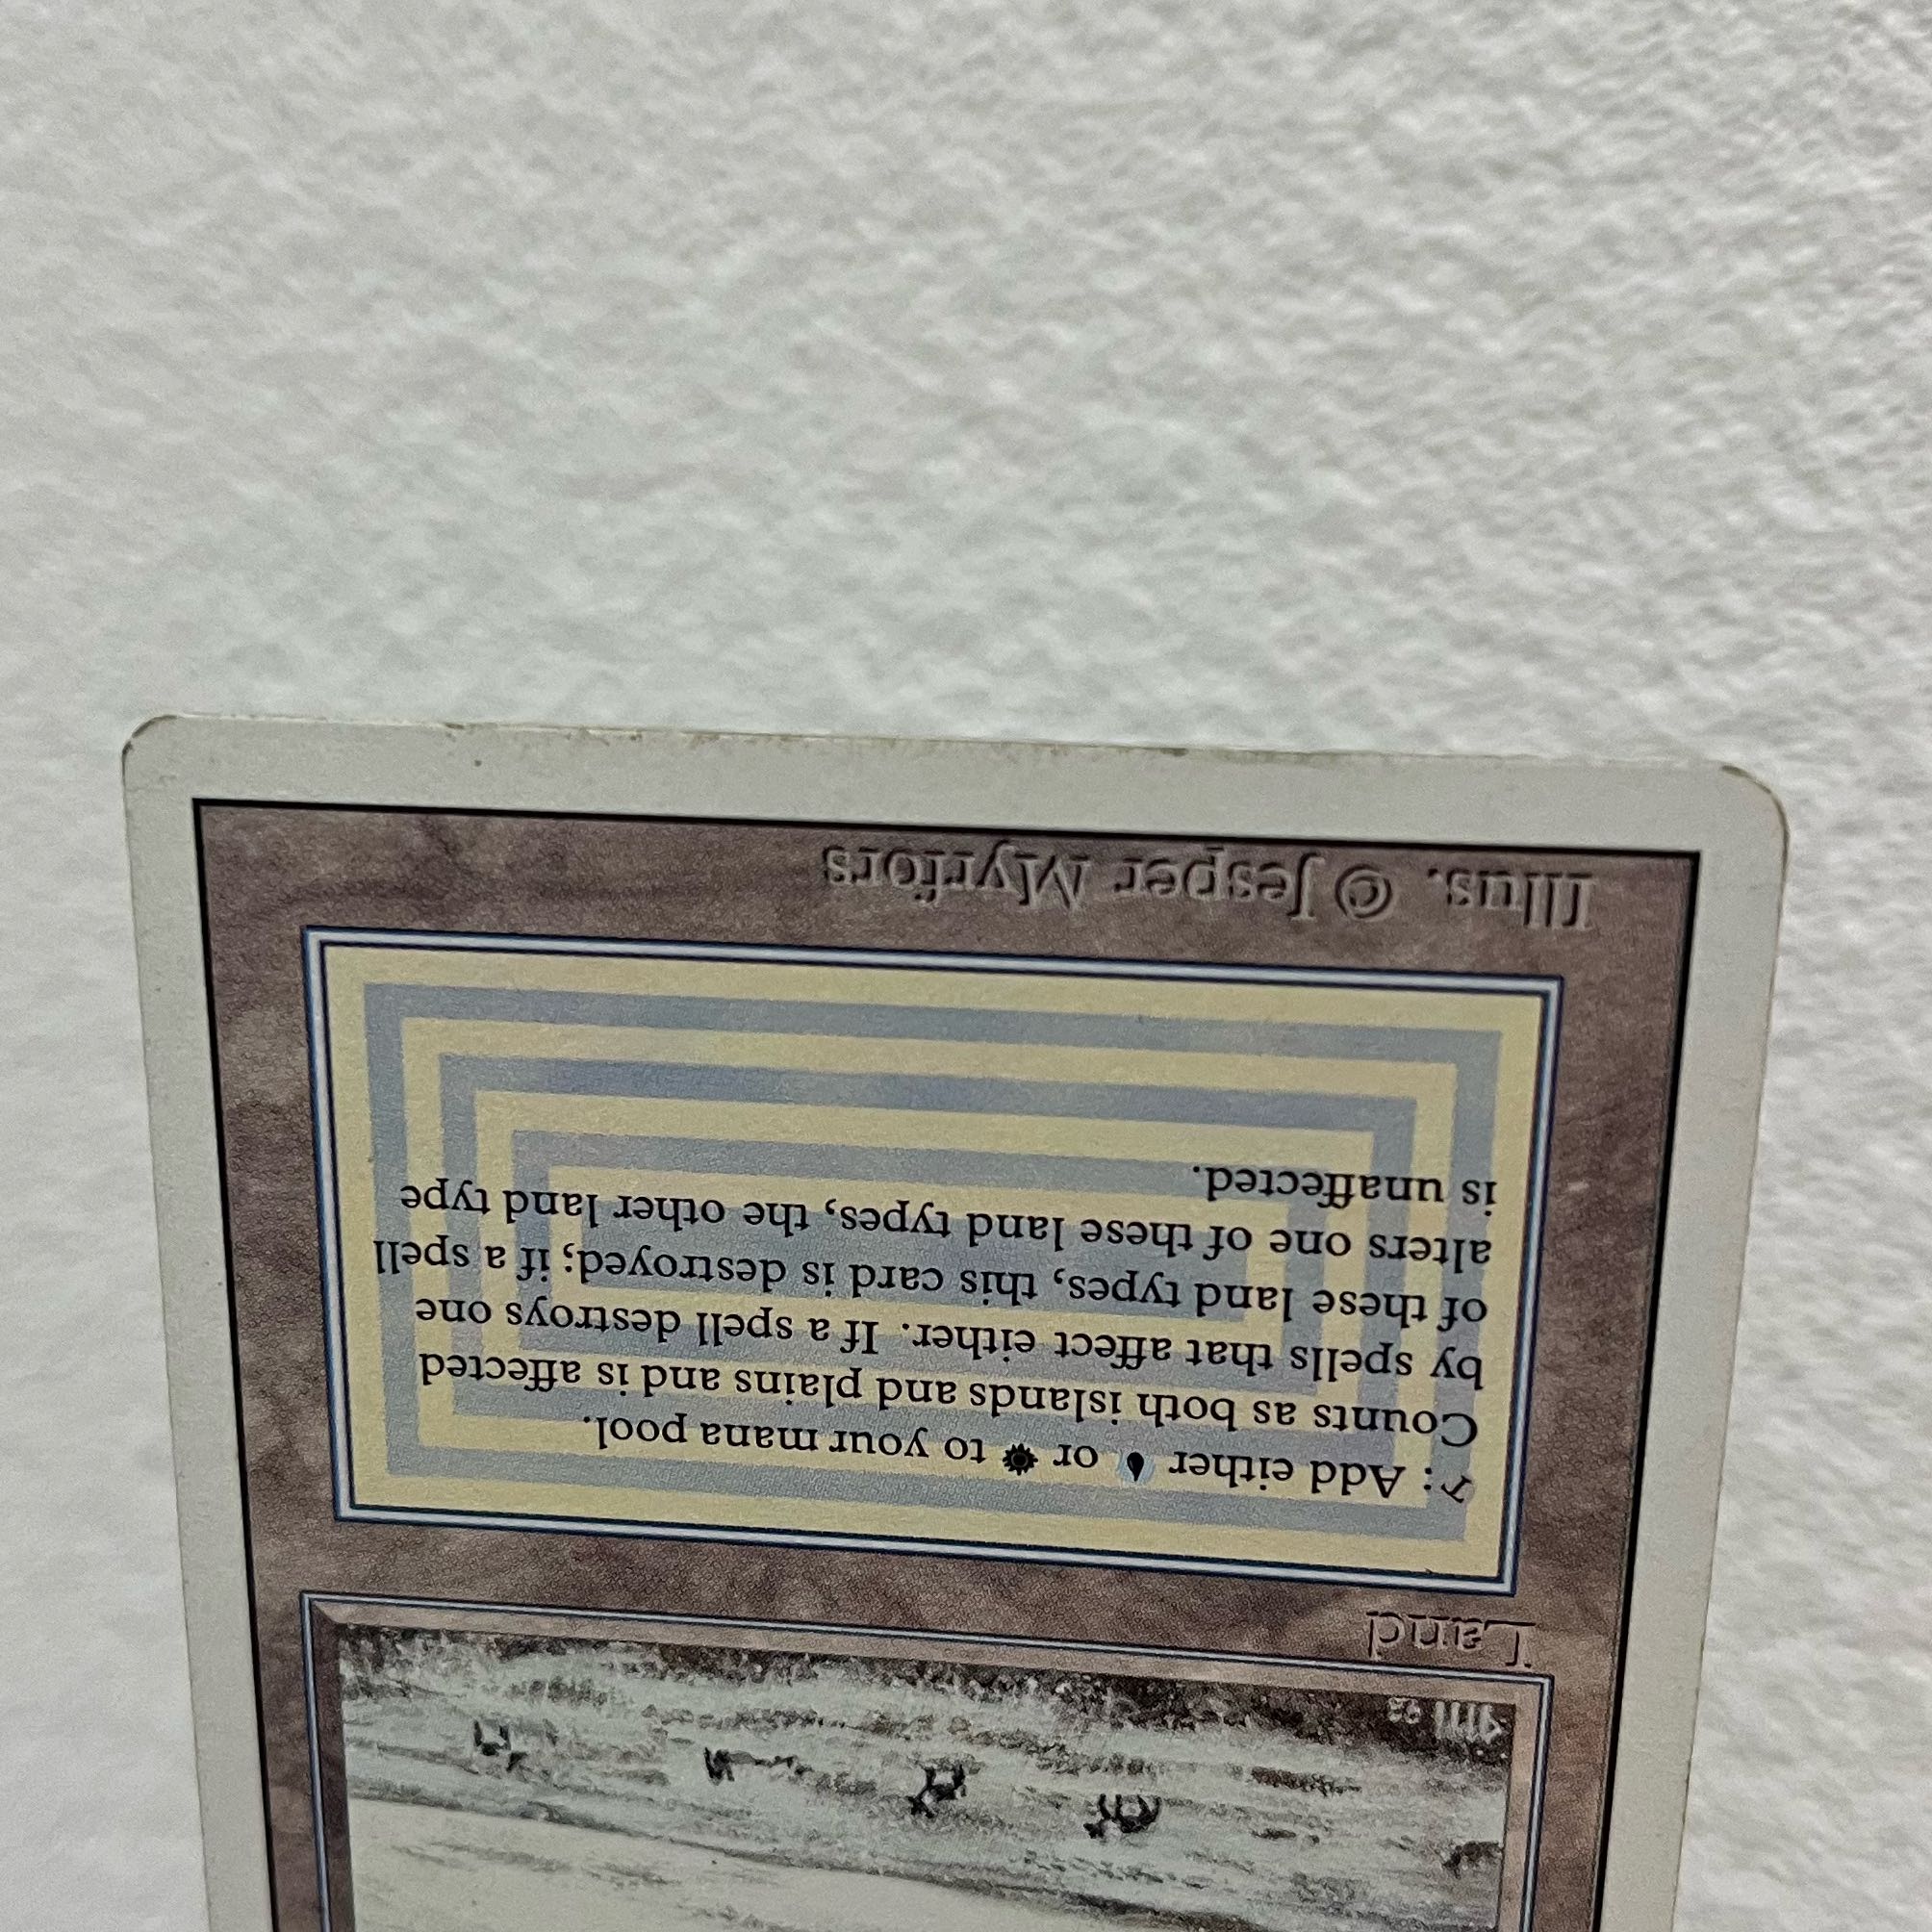 Land
: Add either or to your mana pool.
Counts as both islands and plains and is affected
by spells that affect either. If a spell destroys one
of these land types, this card is destroyed; if a spell
alters one of these land types, the other land type
is unaffected.
Illus. © Jesper Myrfors